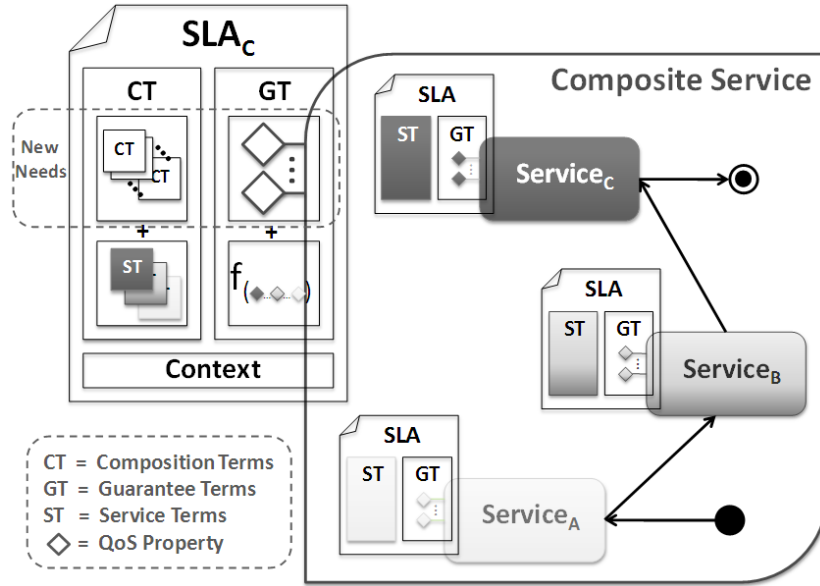 SLAC
CT
GT
New
Needs
CT
CT
+
+
ST
f(
)
Context
Composite Service
SLA
ST
GT
ServiceC
SLA
ST
GT
ServiceB
SLA
ST
GT
ServiceA
CT = Composition Terms
GT = Guarantee Terms
ST = Service Terms
= QoS Property